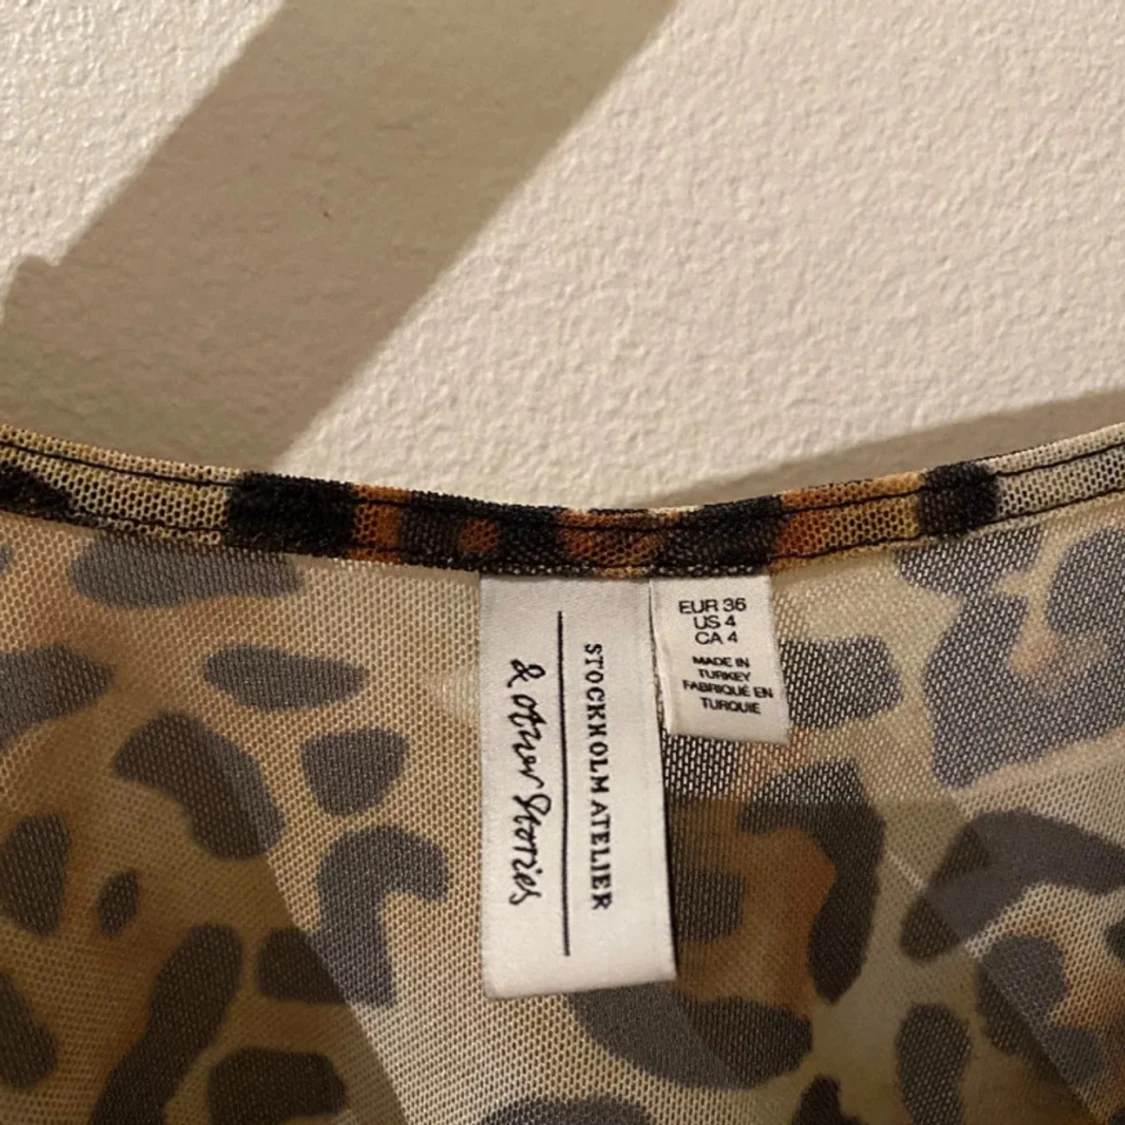 & other Stories
STOCKHOLM ATELIER
EUR 36
US 4
CA 4
MADE IN
TURKEY
FABRIQUÉ EN
TURQUIE